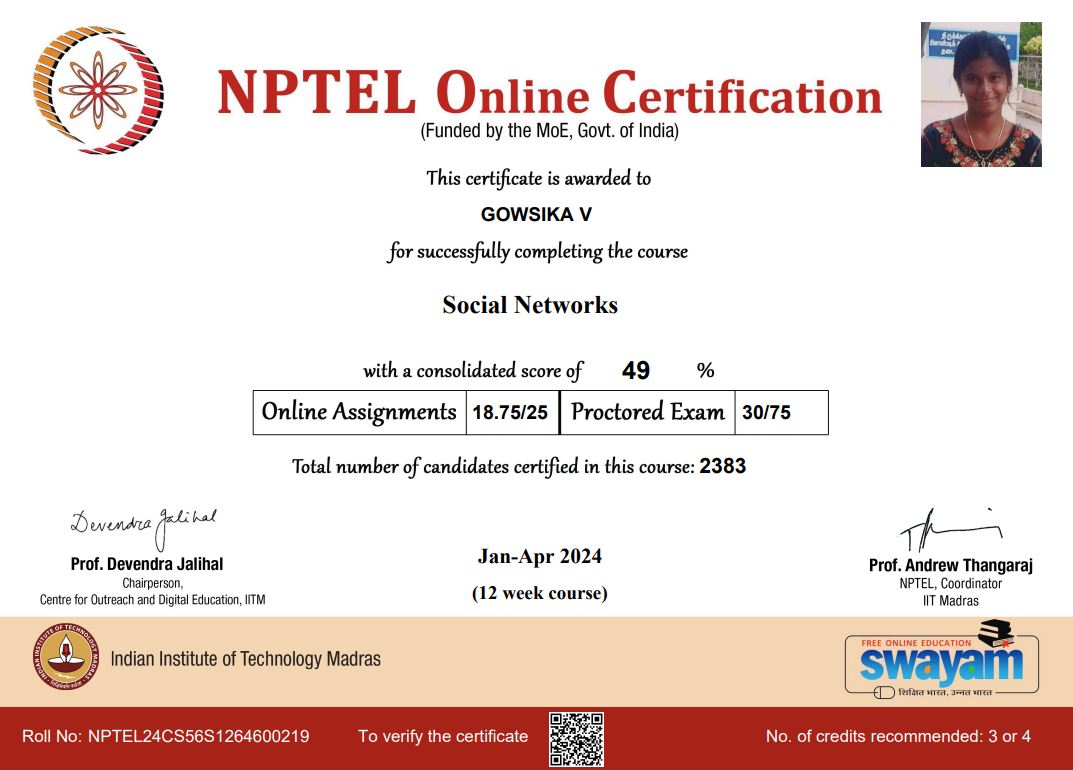 NPTEL Online Certification
(Funded by the MoE, Govt. of India)
This certificate is awarded to
GOWSIKA V
for successfully completing the course
Social Networks
with a consolidated score of 49 %
Online Assignments 18.75/25 Proctored Exam 30/75
Total number of candidates certified in this course: 2383
Devendra Jalihal
Prof. Devendra Jalihal
Chairperson,
Centre for Outreach and Digital Education, IITM
Jan-Apr 2024
(12 week course)
Prof. Andrew Thangaraj
NPTEL, Coordinator
IIT Madras
INDIAN INSTITUTE OF TECHNOLOGY MADRAS
Indian Institute of Technology Madras
FREE ONLINE EDUCATION
swayam
शिक्षित भारत, उन्नत भारत
Roll No: NPTEL24CS56S1264600219
To verify the certificate
No. of credits recommended: 3 or 4